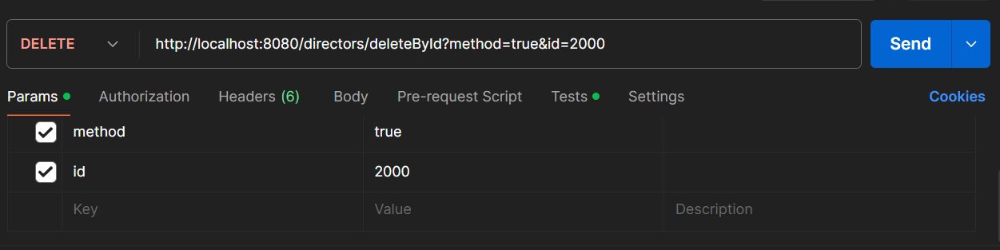 DELETE http://localhost:8080/directors/deleteById?method=true&id=2000 Send
Params Authorization Headers (6) Body Pre-request Script Tests Settings Cookies
method true
id 2000
Key Value Description